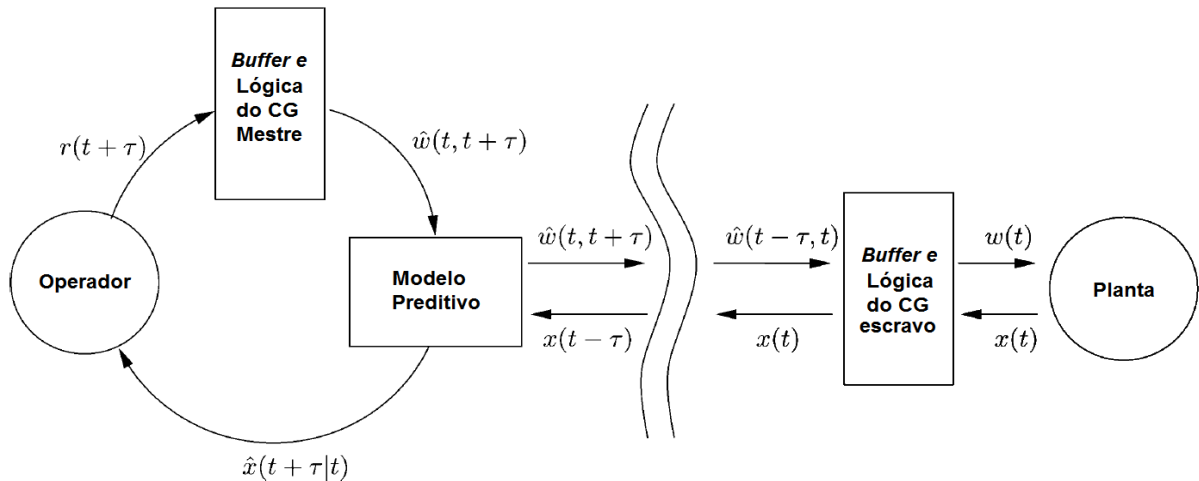 Buffer e
Lógica
do CG
Mestre
r(t + τ)
ŵ(t, t + τ)
Operador
Modelo
Preditivo
ŵ(t, t + τ)
x(t − τ)
ŵ(t − τ, t)
x(t)
Buffer e
Lógica
do CG
escravo
w(t)
x(t)
Planta
x̂(t + τ|t)